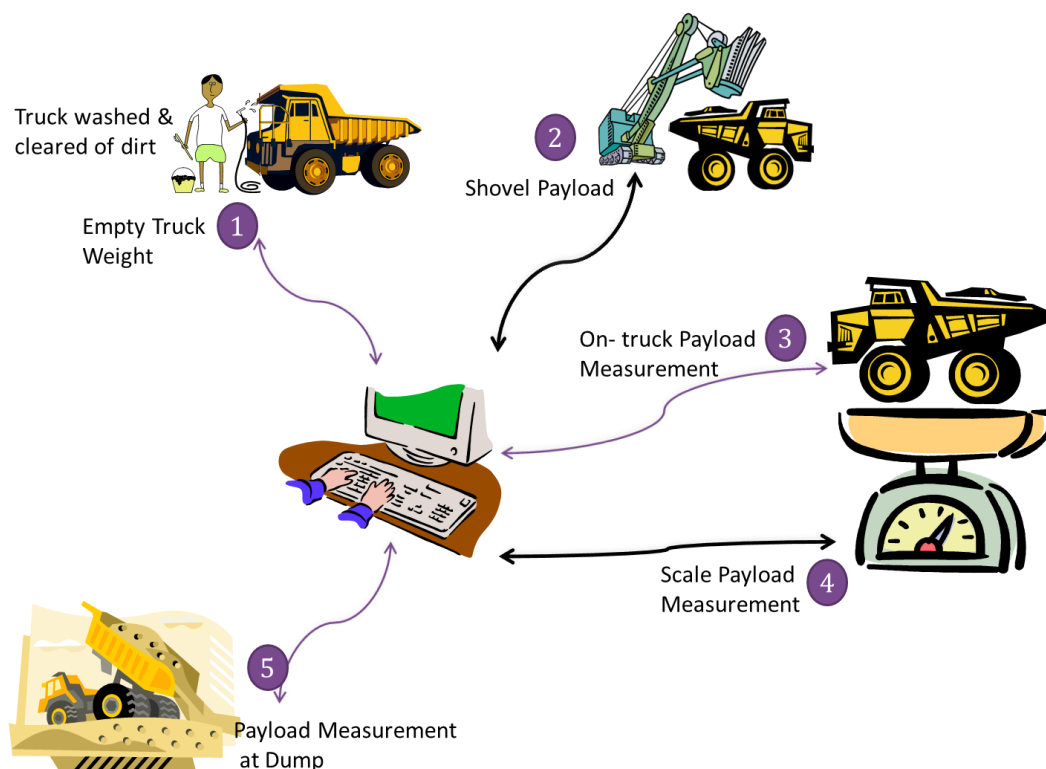 Truck washed &
cleared of dirt
1
Empty Truck
Weight
2
Shovel Payload
On- truck Payload
Measurement
3
Scale Payload
Measurement
4
5
Payload Measurement
at Dump